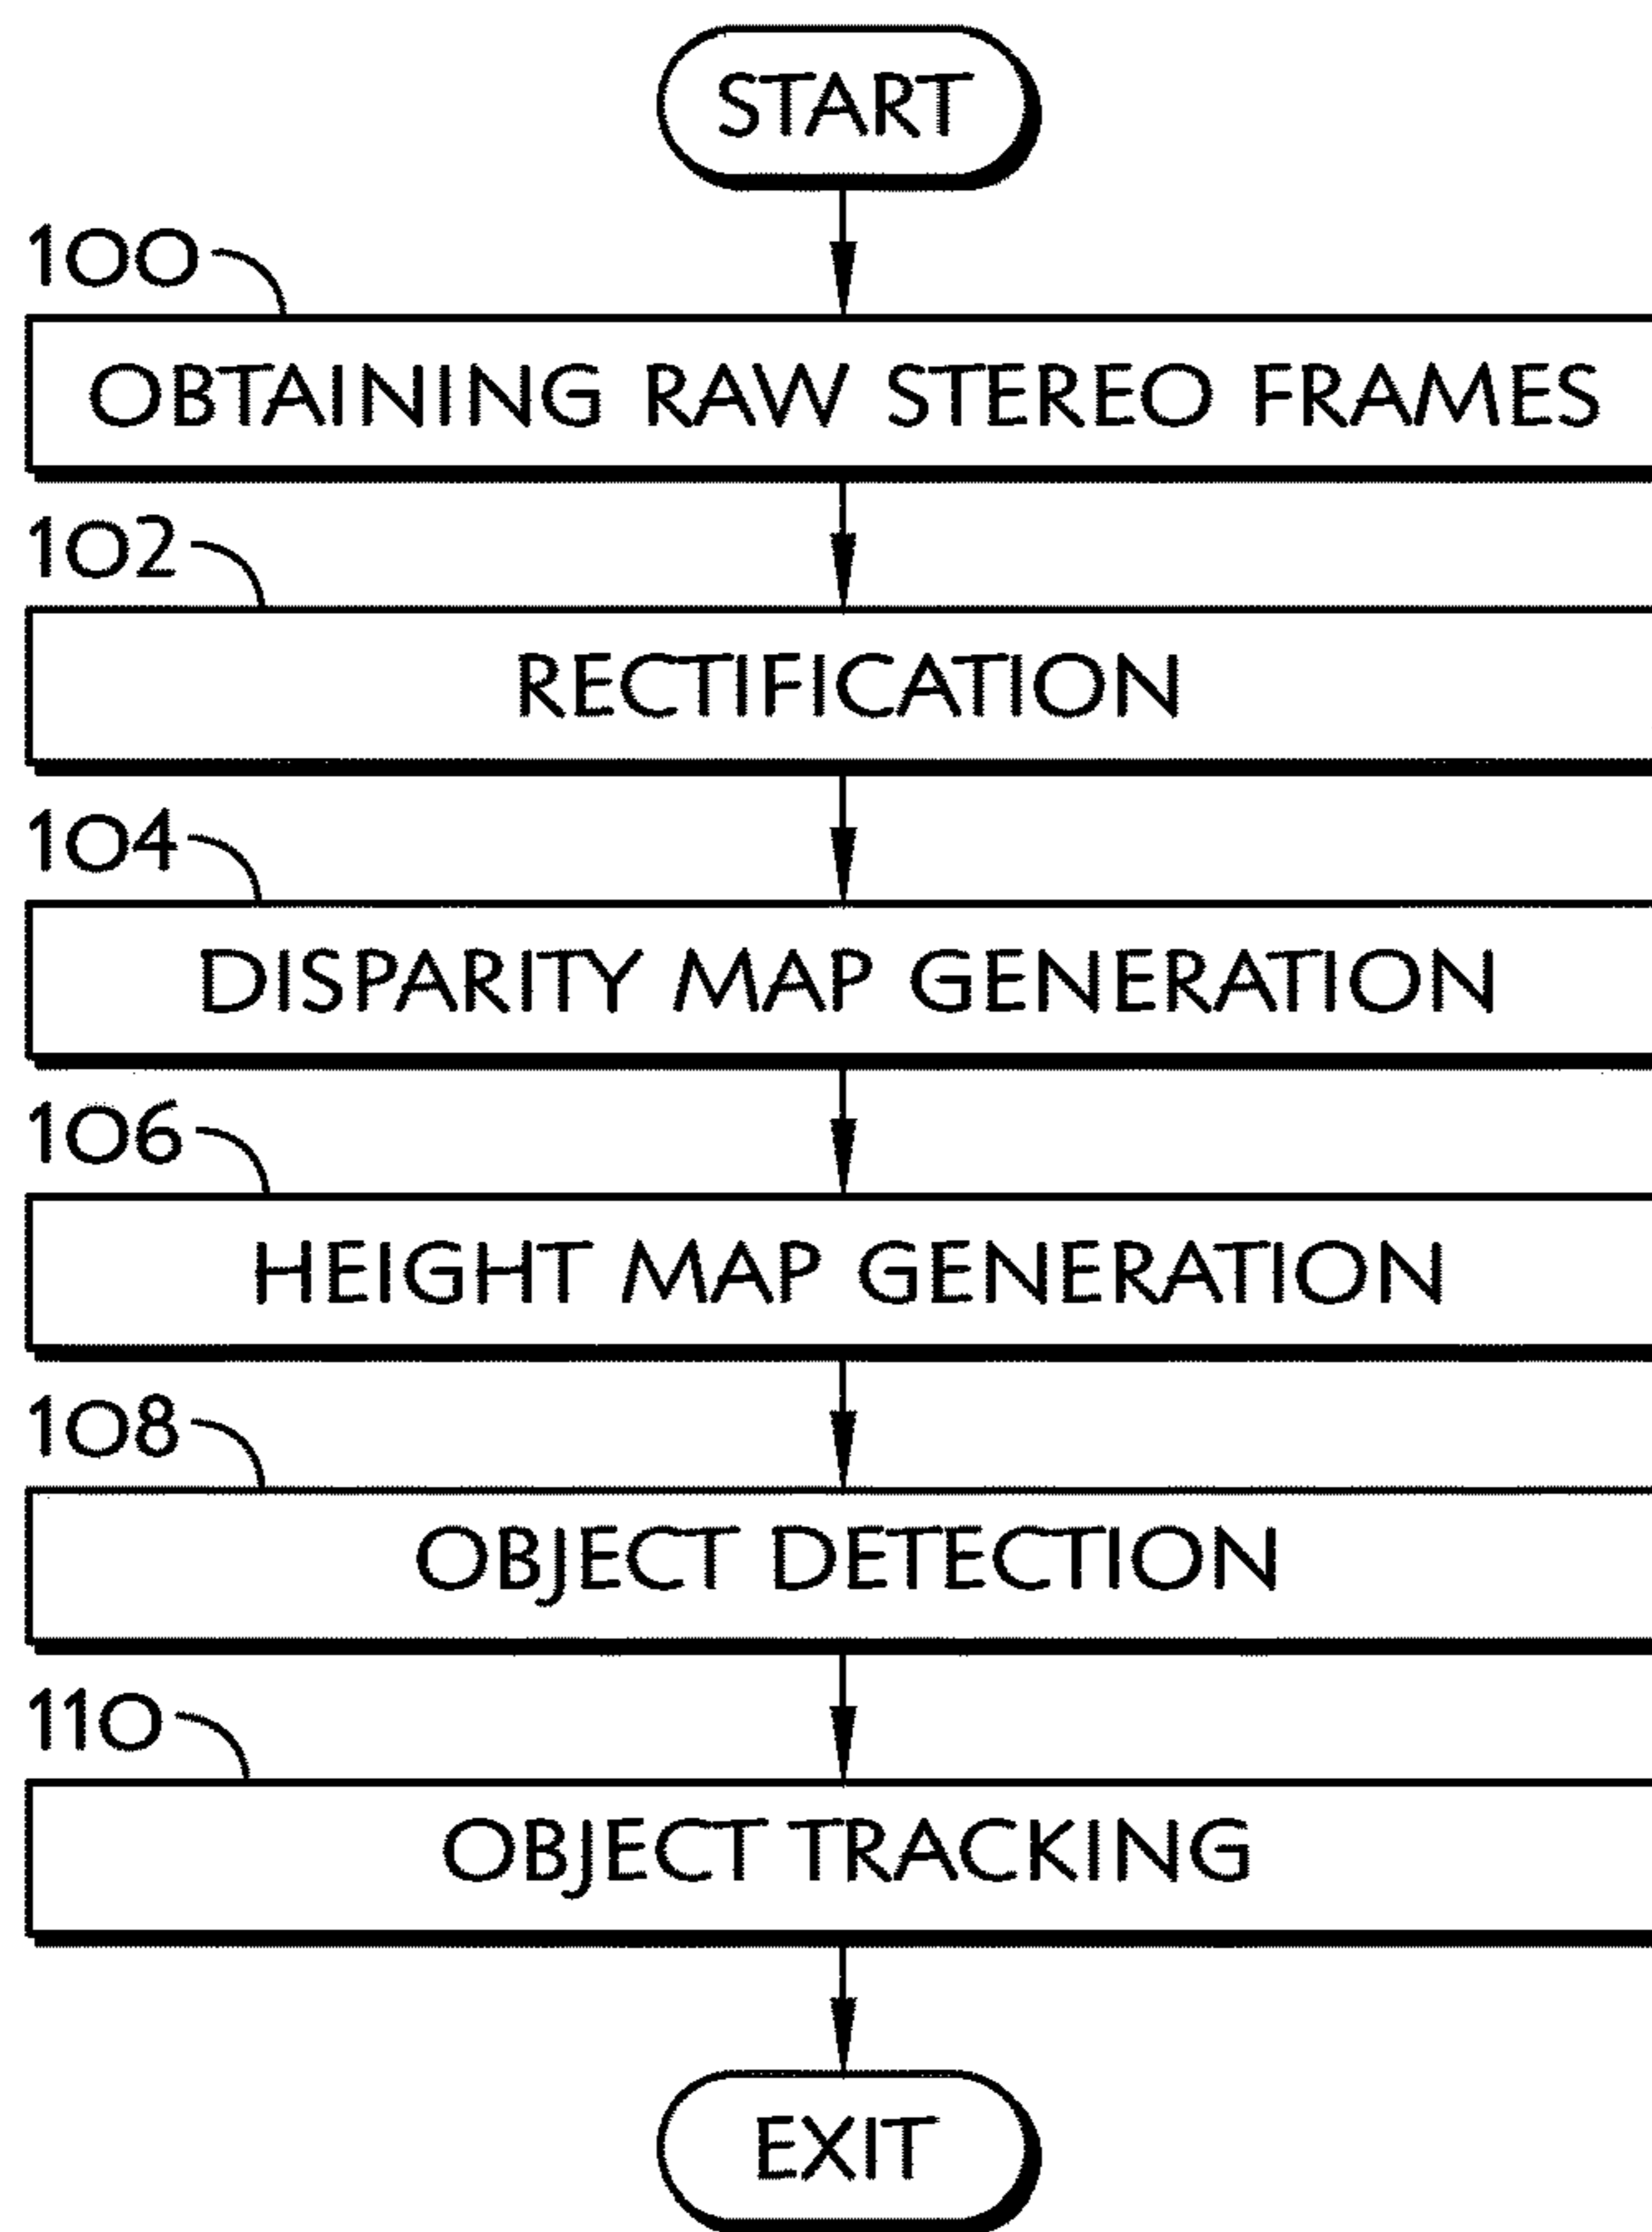 START
100
OBTAINING RAW STEREO FRAMES
102
RECTIFICATION
104
DISPARITY MAP GENERATION
106
HEIGHT MAP GENERATION
108
OBJECT DETECTION
110
OBJECT TRACKING
EXIT